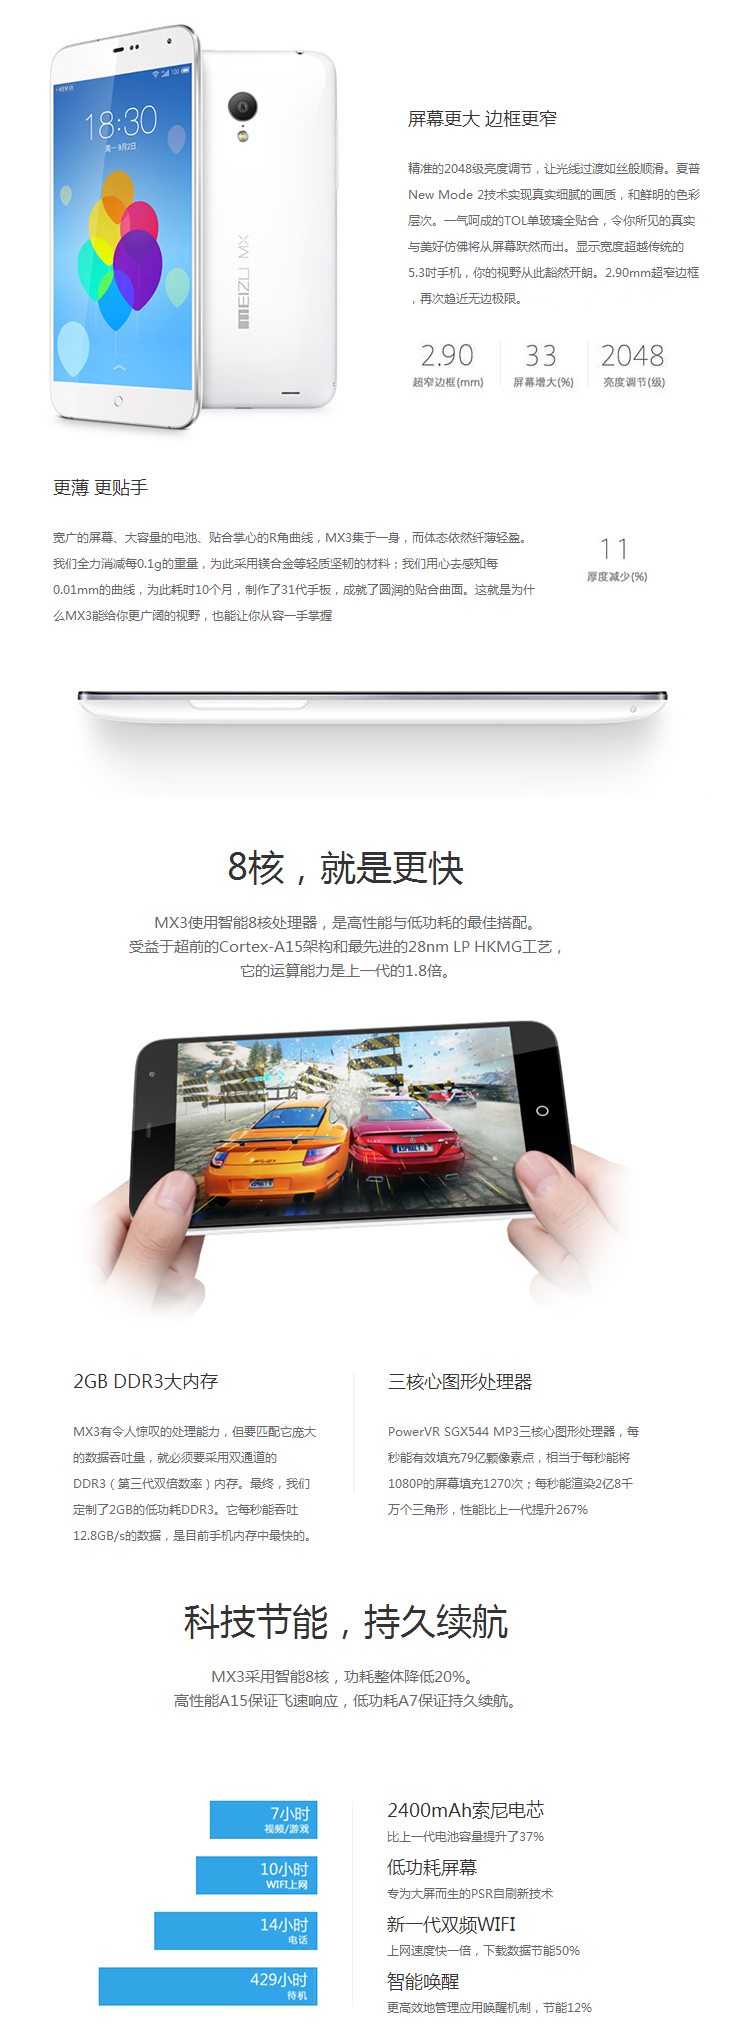 100
18:30
周一 9月2日
MEIZU MX
屏幕更大 边框更窄
精准的2048级亮度调节，让光线过渡如丝般顺滑。夏普
New Mode 2技术实现真实细腻的画质，和鲜明的色彩
层次。一气呵成的TOL单玻璃全贴合，令你所见的真实
与美好仿佛将从屏幕跃然而出。显示宽度超越传统的
5.3吋手机，你的视野从此豁然开朗。2.90mm超窄边框
，再次趋近无边极限。
2.90
超窄边框(mm)
33
屏幕增大(%)
2048
亮度调节(级)
更薄 更贴手
宽广的屏幕、大容量的电池、贴合掌心的R角曲线，MX3集于一身，而体态依然纤薄轻盈。
我们全力消减每0.1g的重量，为此采用镁合金等轻质坚韧的材料；我们用心去感知每
0.01mm的曲线，为此耗时10个月，制作了31代手板，成就了圆润的贴合曲面。这就是为什
么MX3能给你更广阔的视野，也能让你从容一手掌握
11
厚度减少(%)
8核，就是更快
MX3使用智能8核处理器，是高性能与低功耗的最佳搭配。
受益于超前的Cortex-A15架构和最先进的28nm LP HKMG工艺，
它的运算能力是上一代的1.8倍。
ASPHALT
ASPHALT
2GB DDR3大内存
MX3有令人惊叹的处理能力，但要匹配它庞大
的数据吞吐量，就必须要采用双通道的
DDR3（第三代双倍数率）内存。最终，我们
定制了2GB的低功耗DDR3。它每秒能吞吐
12.8GB/s的数据，是目前手机内存中最快的。
三核心图形处理器
PowerVR SGX544 MP3三核心图形处理器，每
秒能有效填充79亿颗像素点，相当于每秒能将
1080P的屏幕填充1270次；每秒能渲染2亿8千
万个三角形，性能比上一代提升267%
科技节能，持久续航
MX3采用智能8核，功耗整体降低20%。
高性能A15保证飞速响应，低功耗A7保证持久续航。
7小时
视频/游戏
10小时
WIFI上网
14小时
电话
429小时
待机
2400mAh索尼电芯
比上一代电池容量提升了37%
低功耗屏幕
专为大屏而生的PSR自刷新技术
新一代双频WIFI
上网速度快一倍，下载数据节能50%
智能唤醒
更高效地管理应用唤醒机制，节能12%